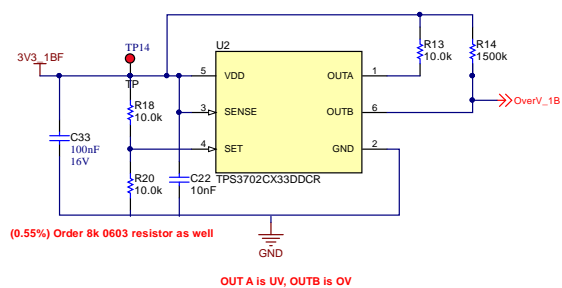 3V3_1BF
TP14
TP
U2
R13
10.0k
R14
1500k
5
VDD
OUTA
1
3
SENSE
OUTB
6
OverV_1B
R18
10.0k
4
SET
GND
2
C33
100nF
16V
R20
10.0k
C22
10nF
TPS3702CX33DDCR
(0.55%) Order 8k 0603 resistor as well
GND
OUT A is UV, OUTB is OV